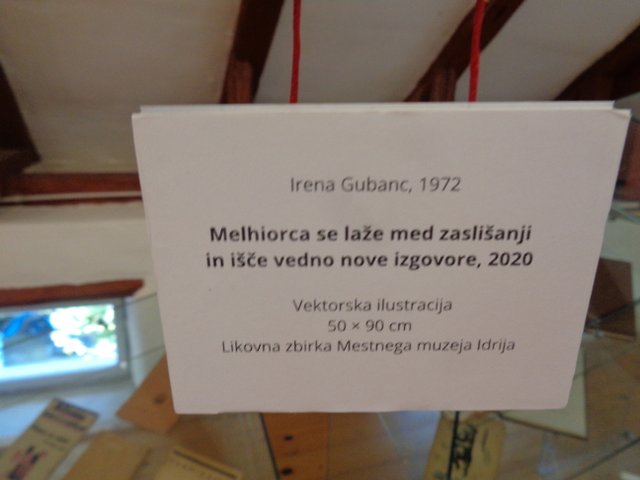 Irena Gubanc, 1972
Melhiorca se laže med zaslišanji
in išče vedno nove izgovore, 2020
Vektorska ilustracija
50 × 90 cm
Likovna zbirka Mestnega muzeja Idrija